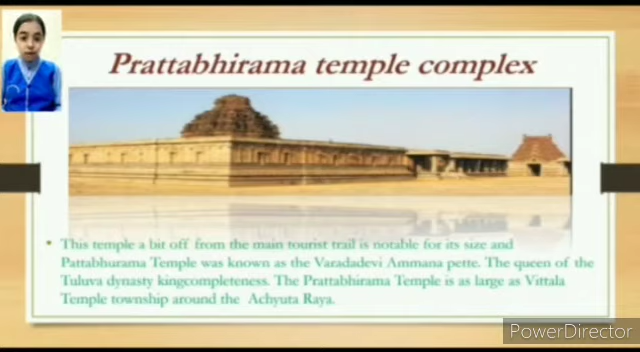 Prattabhirama temple complex
• This temple a bit off from the main tourist trail is notable for its size and
Pattabhurama Temple was known as the Varadadevi Ammana pette. The queen of the
Tuluva dynasty kingcompleteness. The Prattabhirama Temple is as large as Vittala
Temple township around the Achyuta Raya.
PowerDirector